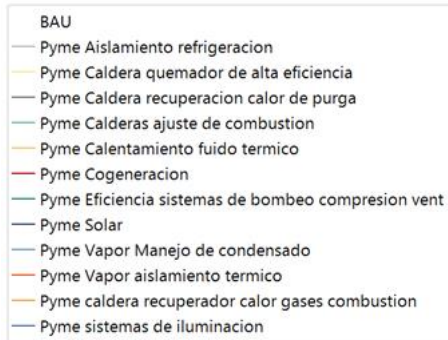 BAU
Pyme Aislamiento refrigeracion
Pyme Caldera quemador de alta eficiencia
Pyme Caldera recuperacion calor de purga
Pyme Calderas ajuste de combustion
Pyme Calentamiento fuido termico
Pyme Cogeneracion
Pyme Eficiencia sistemas de bombeo compresion vent
Pyme Solar
Pyme Vapor Manejo de condensado
Pyme Vapor aislamiento termico
Pyme caldera recuperador calor gases combustion
Pyme sistemas de iluminacion